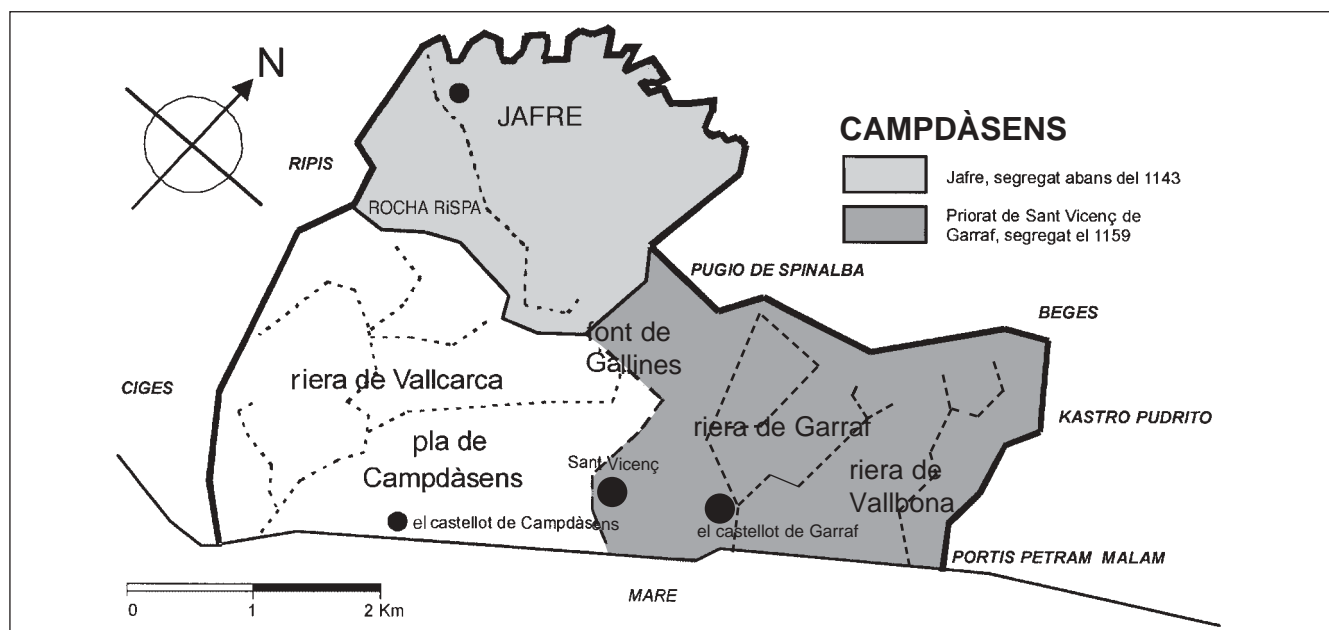 N
JAFRE
CAMPDÀSENS
RIPIS
Jafre, segregat abans del 1143
ROCHA RiSPA
Priorat de Sant Vicenç de
Garraf, segregat el 1159
PUGIO DE SPINALBA
BEGES
font de
Gallines
CIGES
riera de Vallcarca
KASTRO PUDRITO
riera de Garraf
pla de
Campdàsens
Sant Vicenç
riera de
Vallbona
el castellot de Campdàsens
el castellot de Garraf
PORTIS PETRAM MALAM
MARE
0 1 2 Km